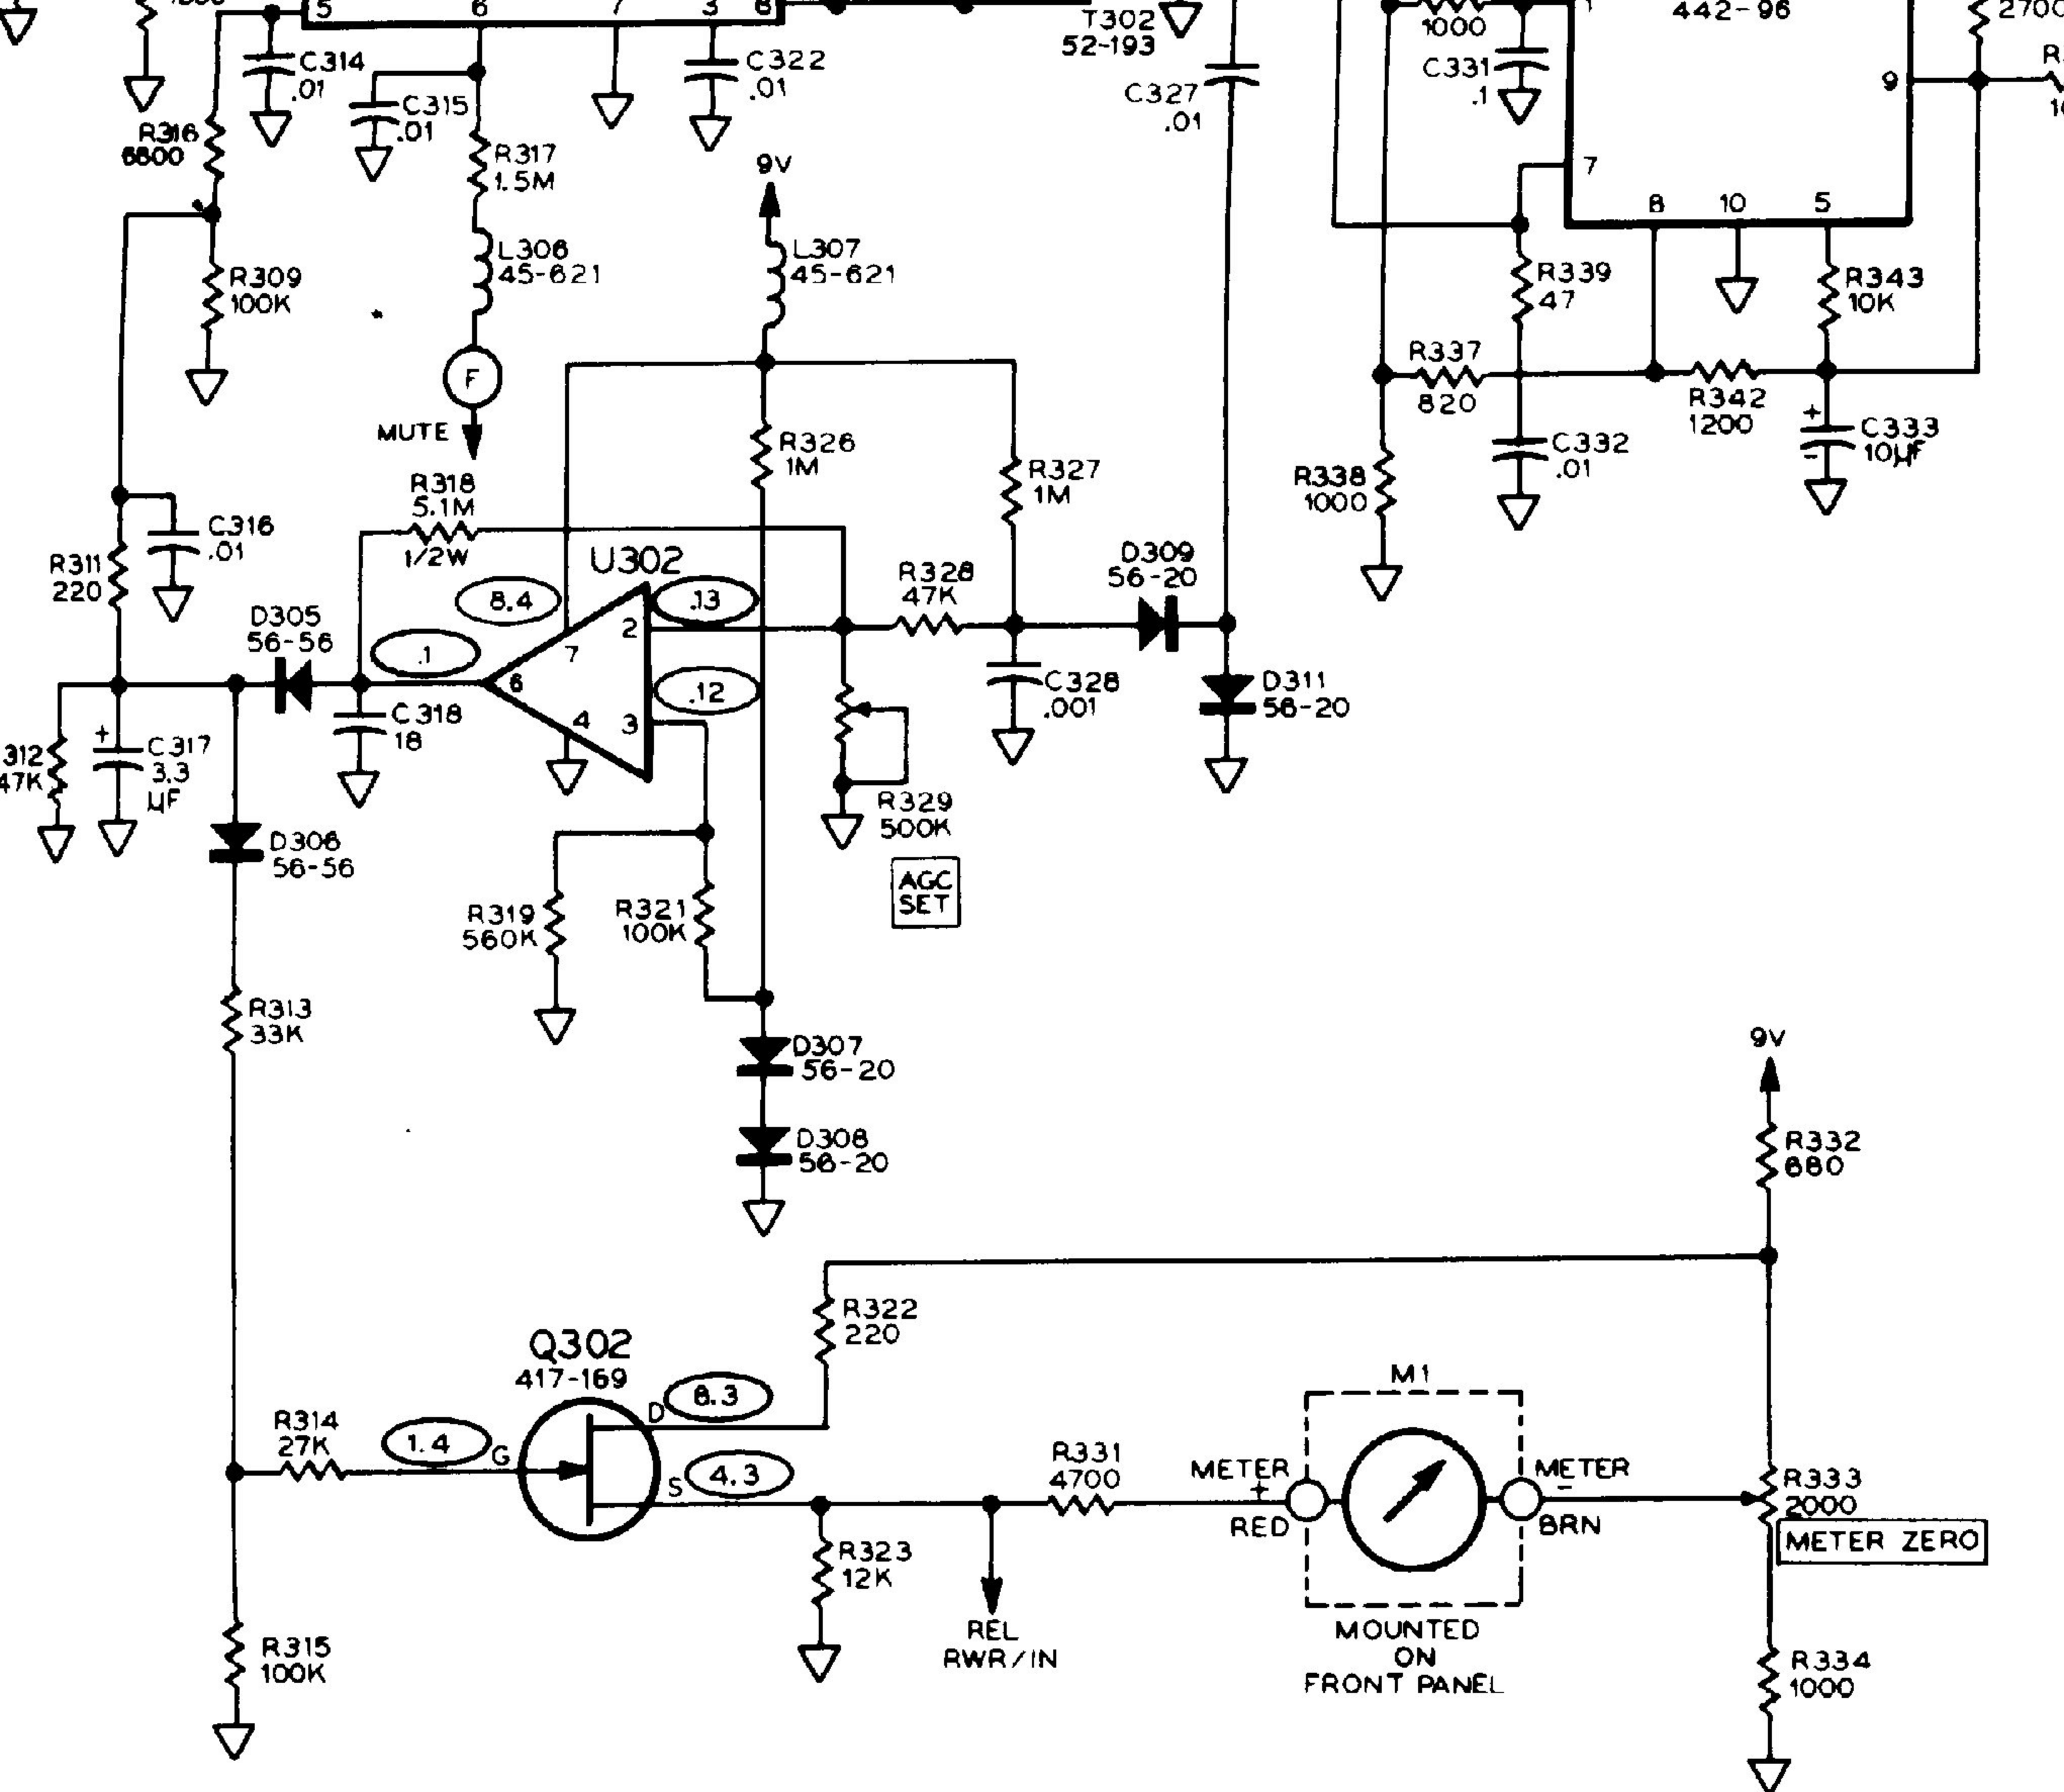 5
6
7
3
8
T302
52-193
1000
1
442-96
2700
C314
.01
C315
.01
C322
.01
C327
.01
C331
.1
9
R316
6800
R317
1.5M
9V
7
8
10
5
R309
100K
L306
45-621
L307
45-621
R339
47
R343
10K
F
MUTE
R337
820
R342
1200
C333
10µF
+
-
R326
1M
R327
1M
R338
1000
C332
.01
R318
5.1M
1/2W
C316
.01
R311
220
U302
8.4
.13
2
7
R328
47K
D309
56-20
D305
56-56
.1
6
.12
4
3
C318
18
C328
.001
D311
56-20
312
47K
+
C317
3.3
µF
R329
500K
AGC
SET
D306
56-56
R319
560K
R321
100K
R313
33K
D307
56-20
D308
56-20
9V
R332
680
R322
220
Q302
417-169
D
8.3
M1
R314
27K
1.4
G
S
4.3
R331
4700
METER
+
RED
METER
-
BRN
R333
2000
METER ZERO
R323
12K
REL
RWR/IN
MOUNTED
ON
FRONT PANEL
R315
100K
R334
1000